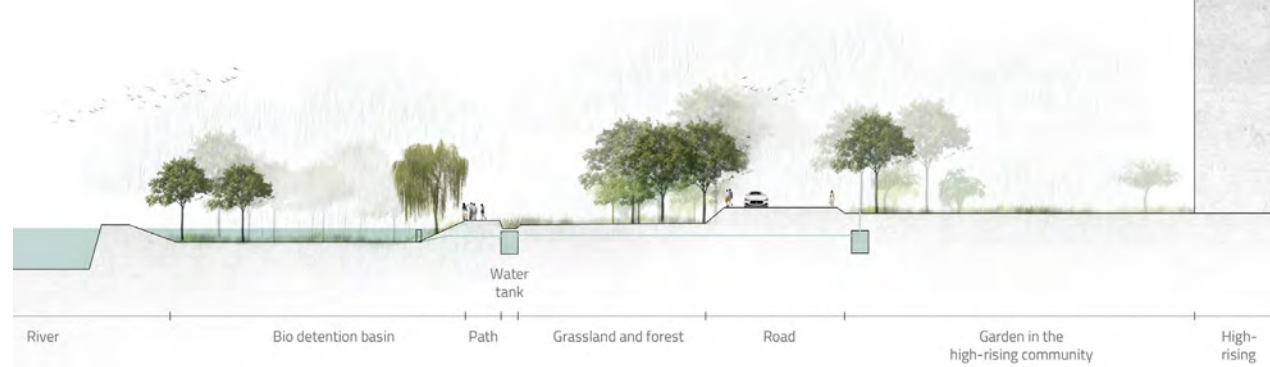 Water
tank
River
Bio detention basin
Path
Grassland and forest
Road
Garden in the
high-rising community
High-
rising